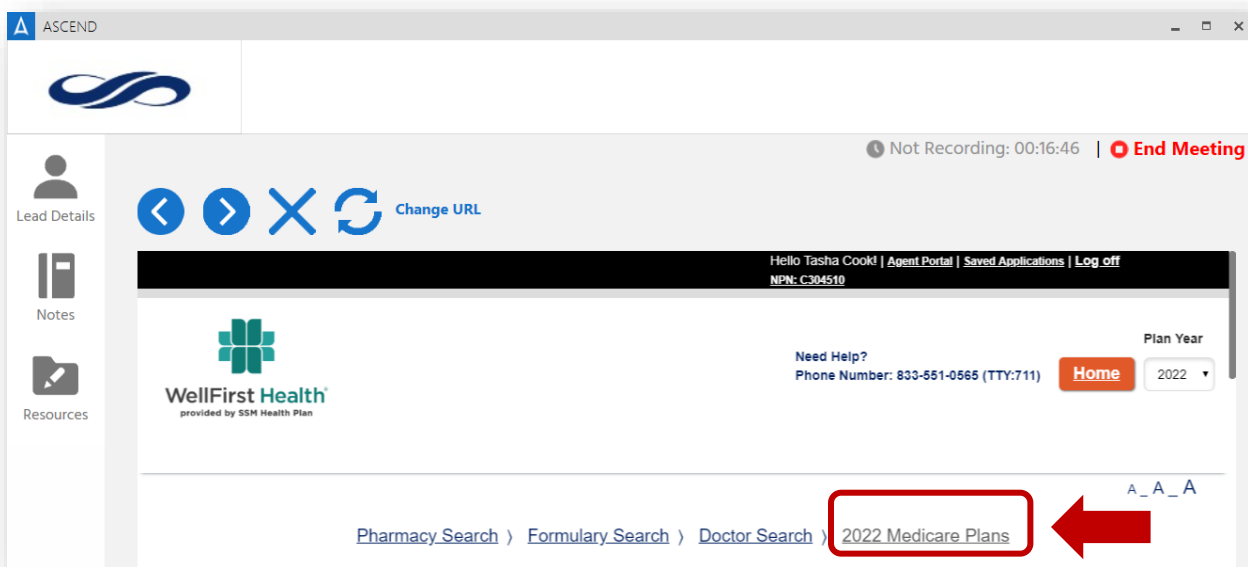 ASCEND
Not Recording: 00:16:46 | End Meeting
Lead Details
Change URL
Hello Tasha Cook! | Agent Portal | Saved Applications | Log off
NPN: C304510
Notes
Plan Year
Need Help?
Phone Number: 833-551-0565 (TTY:711)
Home
2022
WellFirst Health
provided by SSM Health Plan
Resources
A _ A _ A
Pharmacy Search 〉 Formulary Search 〉 Doctor Search 〉 2022 Medicare Plans